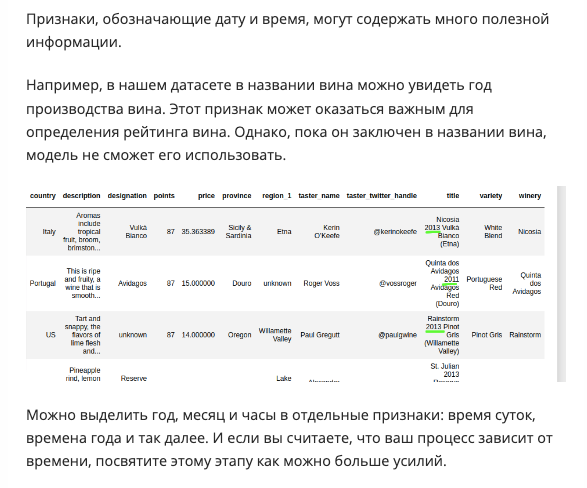 Признаки, обозначающие дату и время, могут содержать много полезной
информации.
Например, в нашем датасете в названии вина можно увидеть год
производства вина. Этот признак может оказаться важным для
определения рейтинга вина. Однако, пока он заключен в названии вина,
модель не сможет его использовать.
country description designation points price province region_1 taster_name taster_twitter_handle title variety winery
Italy Aromas include tropical fruit, broom, brimston... Vulkà Bianco 87 35.363389 Sicily & Sardinia Etna Kerin O'Keefe @kerinokeefe Nicosia 2013 Vulkà Bianco (Etna) White Blend Nicosia
Portugal This is ripe and fruity, a wine that is smooth... Avidagos 87 15.000000 Douro unknown Roger Voss @vossroger Quinta dos Avidagos 2011 Avidagos Red (Douro) Portuguese Red Quinta dos Avidagos
US Tart and snappy, the flavors of lime flesh and... unknown 87 14.000000 Oregon Willamette Valley Paul Gregutt @paulgwine Rainstorm 2013 Pinot Gris (Willamette Valley) Pinot Gris Rainstorm
Pineapple rind, lemon Reserve Lake St. Julian 2013
Можно выделить год, месяц и часы в отдельные признаки: время суток,
времена года и так далее. И если вы считаете, что ваш процесс зависит от
времени, посвятите этому этапу как можно больше усилий.